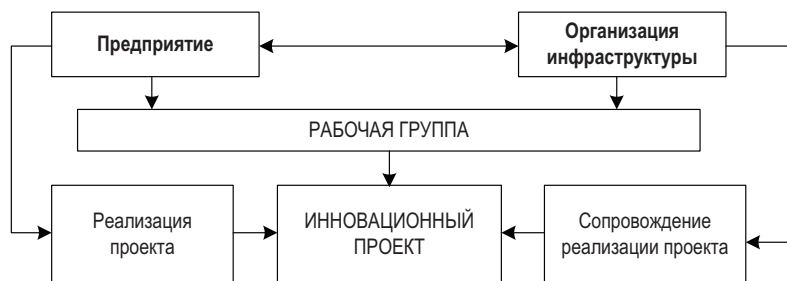 Предприятие
Организация
инфраструктуры
РАБОЧАЯ ГРУППА
Реализация
проекта
ИННОВАЦИОННЫЙ
ПРОЕКТ
Сопровождение
реализации проекта